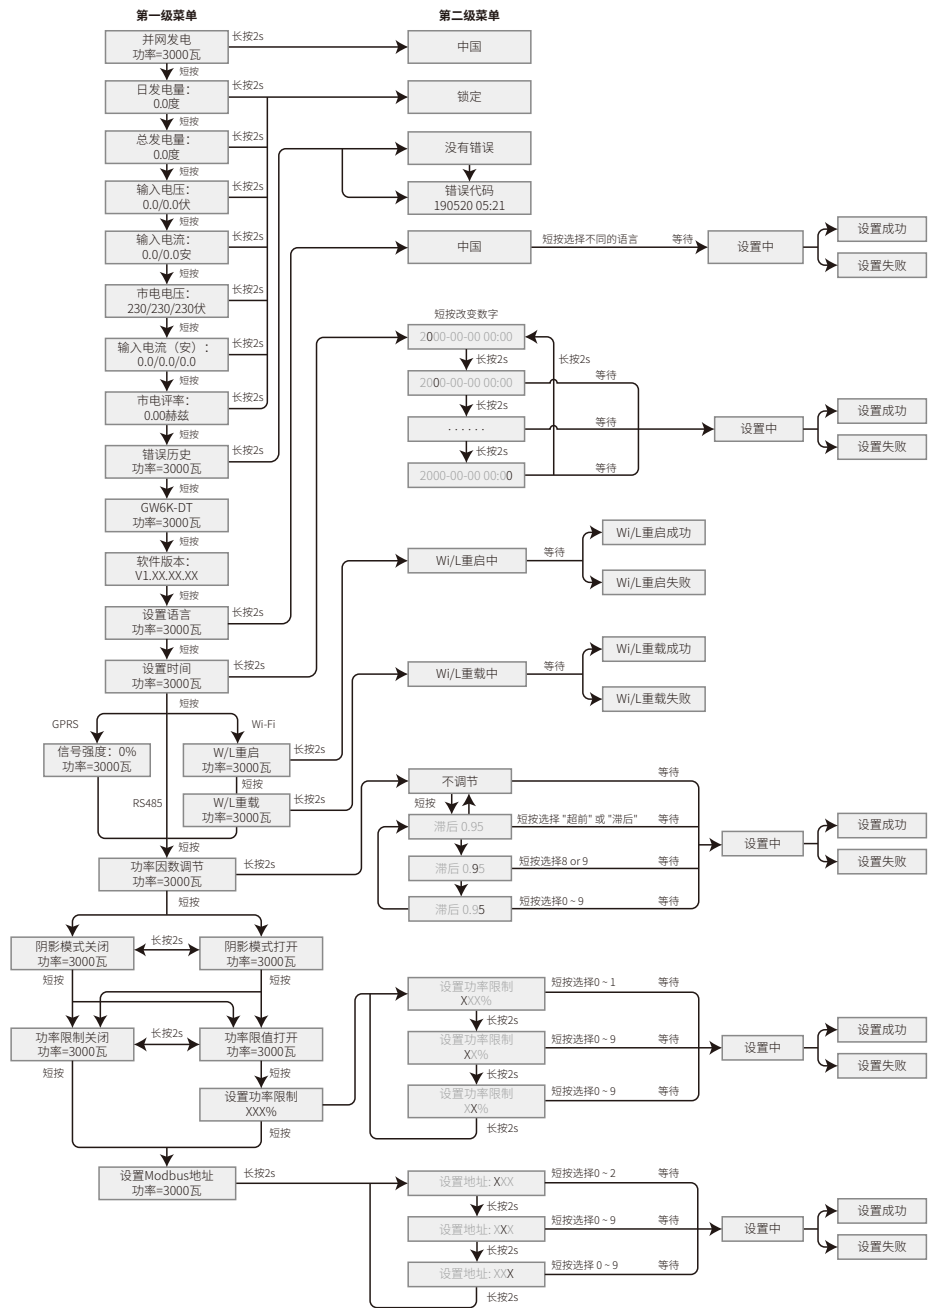 第一级菜单
第二级菜单
并网发电
功率=3000瓦
长按2s
中国
短按
日发电量：
0.0度
长按2s
锁定
短按
总发电量：
0.0度
长按2s
没有错误
短按
输入电压：
0.0/0.0伏
长按2s
错误代码
190520 05:21
短按
输入电流：
0.0/0.0安
长按2s
中国
短按选择不同的语言
等待
设置中
设置成功
设置失败
短按
市电电压：
230/230/230伏
长按2s
短按
输入电流（安）：
0.0/0.0/0.0
长按2s
短按改变数字
2000-00-00 00:00
长按2s
长按2s
短按
2000-00-00 00:00
等待
市电评率：
0.00赫兹
长按2s
长按2s
······
等待
设置中
设置成功
设置失败
短按
错误历史
功率=3000瓦
长按2s
长按2s
2000-00-00 00:00
等待
短按
GW6K-DT
功率=3000瓦
短按
软件版本：
V1.XX.XX.XX
Wi/L重启中
等待
Wi/L重启成功
Wi/L重启失败
短按
设置语言
功率=3000瓦
长按2s
短按
设置时间
功率=3000瓦
长按2s
Wi/L重载中
等待
Wi/L重载成功
Wi/L重载失败
短按
GPRS
Wi-Fi
信号强度：0%
功率=3000瓦
W/L重启
功率=3000瓦
长按2s
短按
RS485
W/L重载
功率=3000瓦
长按2s
不调节
等待
短按
滞后 0.95
短按选择 "超前" 或 "滞后"
等待
短按
功率因数调节
功率=3000瓦
长按2s
滞后 0.95
短按选择8 or 9
等待
设置中
设置成功
设置失败
滞后 0.95
短按选择0 ~ 9
等待
短按
阴影模式关闭
功率=3000瓦
长按2s
阴影模式打开
功率=3000瓦
短按
短按
功率限制关闭
功率=3000瓦
长按2s
功率限值打开
功率=3000瓦
短按
短按
设置功率限制
XXX%
短按
设置功率限制
XXX%
短按选择0 ~ 1
等待
长按2s
设置功率限制
XX%
短按选择0 ~ 9
等待
设置中
设置成功
设置失败
长按2s
设置功率限制
XX%
短按选择0 ~ 9
等待
长按2s
设置Modbus地址
功率=3000瓦
长按2s
设置地址: XXX
短按选择0 ~ 2
等待
长按2s
设置地址: XXX
短按选择0 ~ 9
等待
设置中
设置成功
设置失败
长按2s
设置地址: XXX
短按选择 0 ~ 9
等待
长按2s